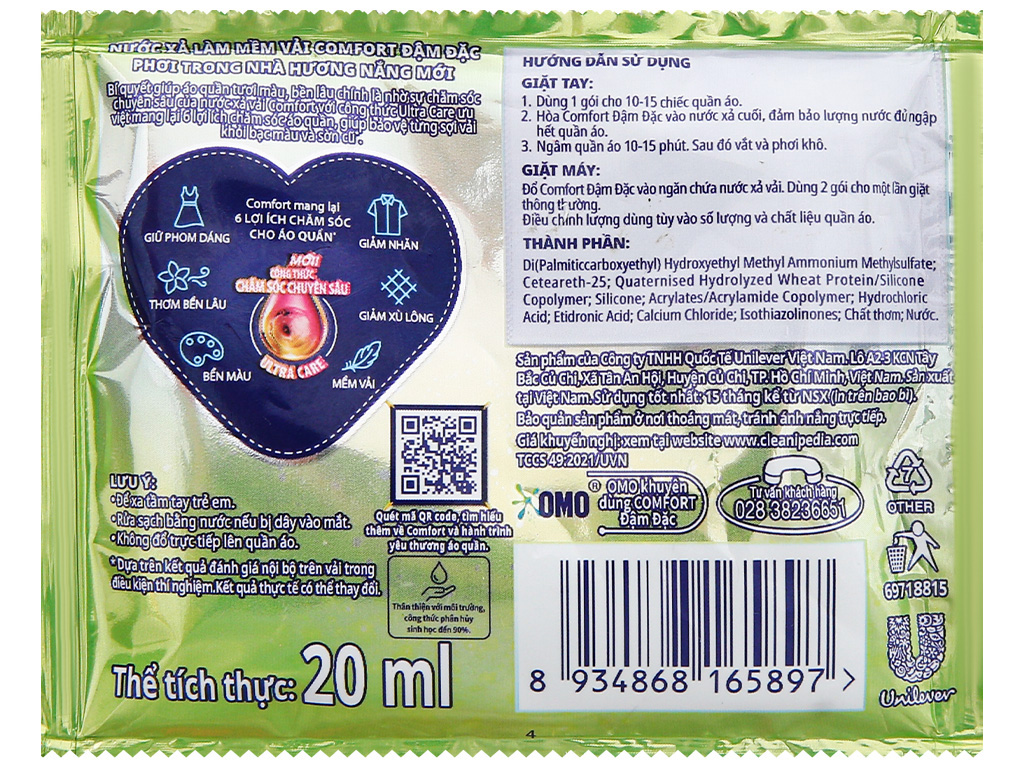 NƯỚC XẢ LÀM MỀM VẢI COMFORT ĐẬM ĐẶC
PHƠI TRONG NHÀ HƯƠNG NẮNG MỚI
Bí quyết giúp áo quần tươi màu, bền lâu chính là nhờ sự chăm sóc
chuyên sâu của nước xả vải Comfort với công thức Ultra Care ưu
việt mang lại 6 lợi ích chăm sóc áo quần, giúp bảo vệ từng sợi vải
khỏi bạc màu và sờn cũ*.
Comfort mang lại
6 LỢI ÍCH CHĂM SÓC
CHO ÁO QUẦN*
GIỮ PHOM DÁNG
GIẢM NHĂN
THƠM BỀN LÂU
GIẢM XÙ LÔNG
BỀN MÀU
MỀM VẢI
MỚI!
CÔNG THỨC
CHĂM SÓC CHUYÊN SÂU
ULTRA CARE
LƯU Ý:
•Để xa tầm tay trẻ em.
•Rửa sạch bằng nước nếu bị dây vào mắt.
•Không đổ trực tiếp lên quần áo.
*Dựa trên kết quả đánh giá nội bộ trên vải trong
điều kiện thí nghiệm.Kết quả thực tế có thể thay đổi.
Quét mã QR code, tìm hiểu
thêm về Comfort và hành trình
yêu thương áo quần.
Thân thiện với môi trường,
công thức phân hủy
sinh học đến 90%.
Thể tích thực: 20 ml
HƯỚNG DẪN SỬ DỤNG
GIẶT TAY:
1. Dùng 1 gói cho 10-15 chiếc quần áo.
2. Hòa Comfort Đậm Đặc vào nước xả cuối, đảm bảo lượng nước đủ ngập
hết quần áo.
3. Ngâm quần áo 10-15 phút. Sau đó vắt và phơi khô.
GIẶT MÁY:
Đổ Comfort Đậm Đặc vào ngăn chứa nước xả vải. Dùng 2 gói cho một lần giặt
thông thường.
Điều chỉnh lượng dùng tùy vào số lượng và chất liệu quần áo.
THÀNH PHẦN:
Di(Palmiticcarboxyethyl) Hydroxyethyl Methyl Ammonium Methylsulfate;
Ceteareth-25; Quaternised Hydrolyzed Wheat Protein/Silicone
Copolymer; Silicone; Acrylates/Acrylamide Copolymer; Hydrochloric
Acid; Etidronic Acid; Calcium Chloride; Isothiazolinones; Chất thơm; Nước.
Sản phẩm của Công ty TNHH Quốc Tế Unilever Việt Nam. Lô A2-3 KCN Tây
Bắc Củ Chi, Xã Tân An Hội, Huyện Củ Chi, TP. Hồ Chí Minh, Việt Nam. Sản xuất
tại Việt Nam. Sử dụng tốt nhất: 15 tháng kể từ NSX (in trên bao bì).
Bảo quản sản phẩm ở nơi thoáng mát, tránh ánh nắng trực tiếp.
Giá khuyến nghị: xem tại website www.cleanipedia.com
TCCS 49:2021/UVN
OMO ® OMO khuyên
dùng COMFORT
Đậm Đặc
Tư vấn khách hàng
028 38236651
7
OTHER
69718815
Unilever
8 934868 165897 >
4